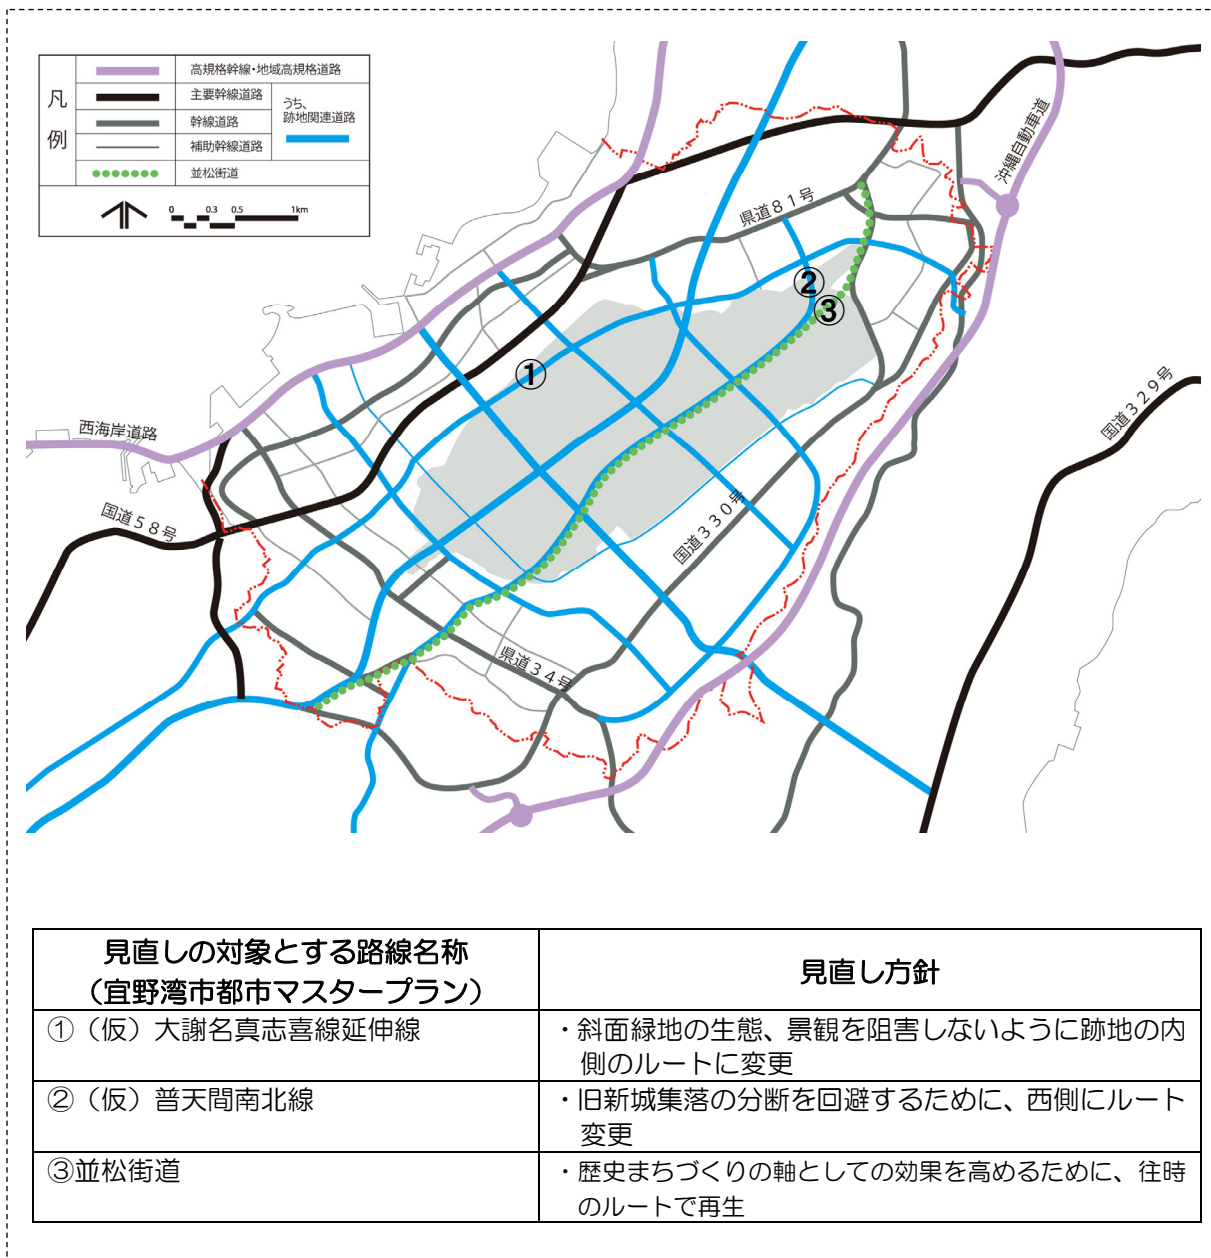 凡例
高規格幹線・地域高規格道路
主要幹線道路
幹線道路
補助幹線道路
うち、
跡地関連道路
並松街道
0 0.3 0.5 1km
沖縄自動車道
県道81号
②
③
①
西海岸道路
国道58号
国道329号
国道330号
県道34号
見直しの対象とする路線名称
（宜野湾市都市マスタープラン）
見直し方針
①（仮）大謝名真志喜線延伸線
・斜面緑地の生態、景観を阻害しないように跡地の内
側のルートに変更
②（仮）普天間南北線
・旧新城集落の分断を回避するために、西側にルート
変更
③並松街道
・歴史まちづくりの軸としての効果を高めるために、往時
のルートで再生